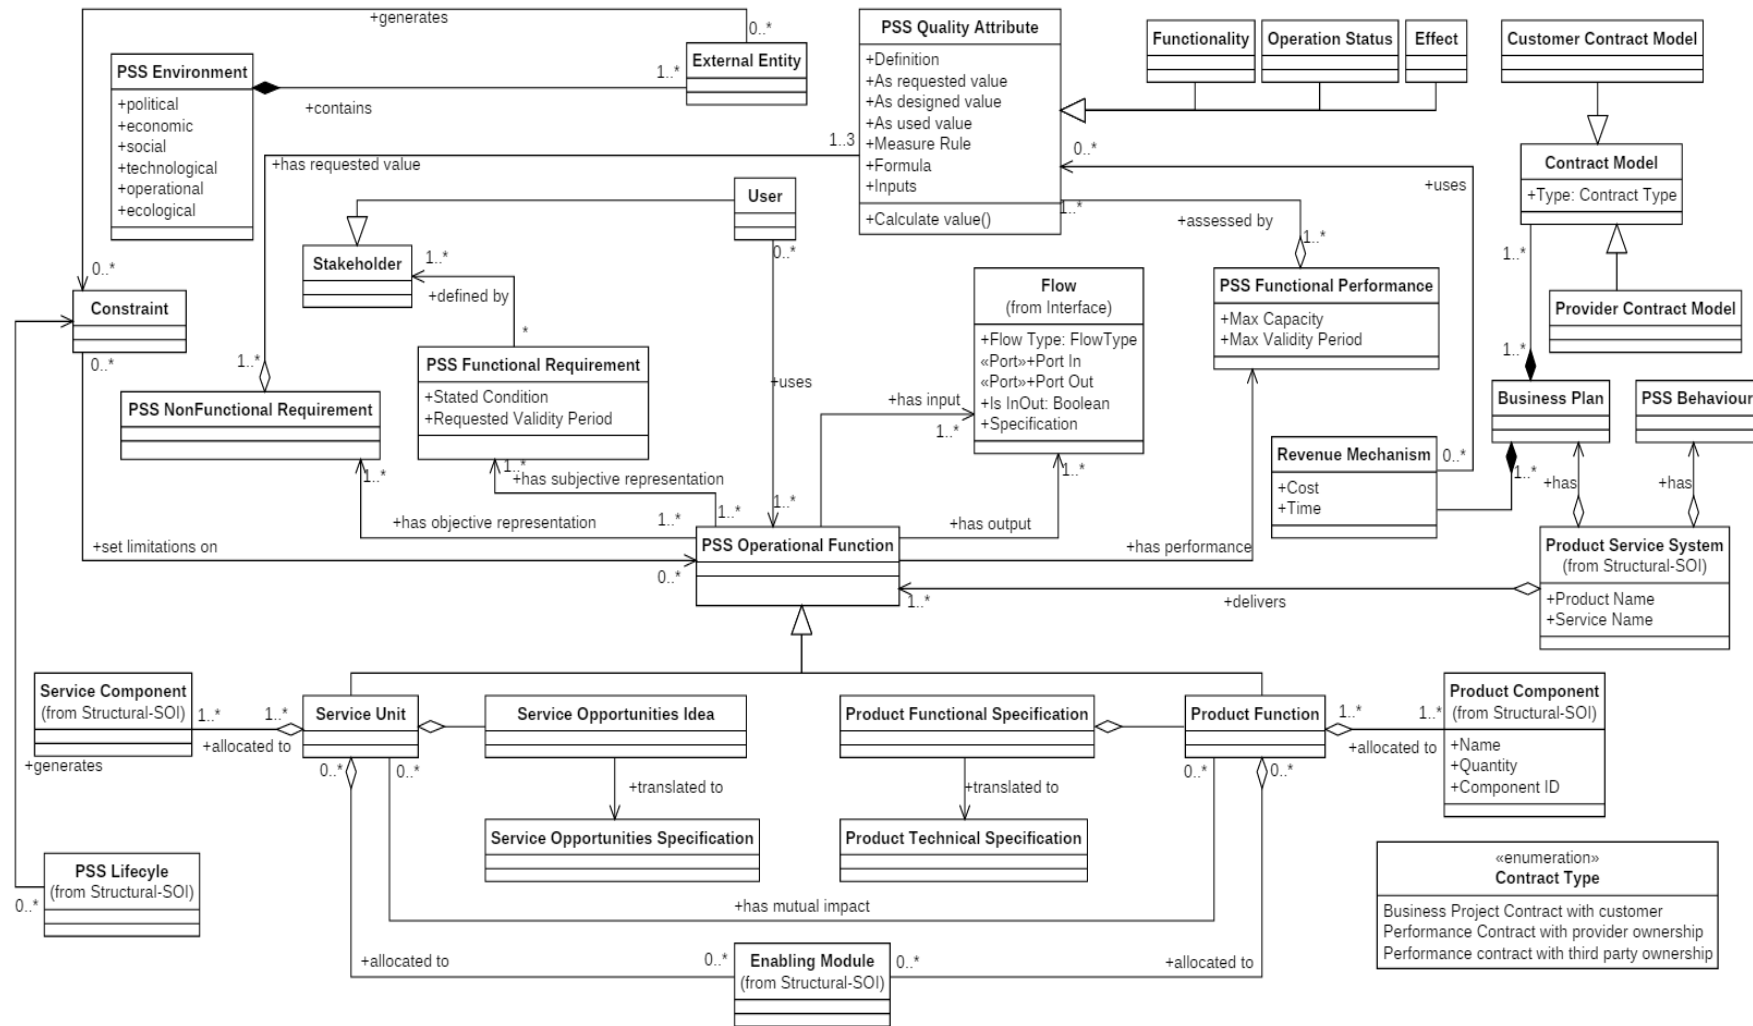 +generates
0..*
PSS Environment
+political
+economic
+social
+technological
+operational
+ecological
1..*
+contains
External Entity
PSS Quality Attribute
+Definition
+As requested value
+As designed value
+As used value
+Measure Rule
+Formula
+Inputs
+Calculate value()
Functionality
Operation Status
Effect
Customer Contract Model
1..3
+has requested value
0..*
+uses
Contract Model
+Type: Contract Type
User
0..*
1..*
+assessed by
1..*
1..*
Stakeholder
1..*
+defined by
*
0..*
Constraint
0..*
Flow
(from Interface)
+Flow Type: FlowType
«Port»+Port In
«Port»+Port Out
+Is InOut: Boolean
+Specification
PSS Functional Performance
+Max Capacity
+Max Validity Period
Provider Contract Model
1..*
PSS NonFunctional Requirement
1..*
PSS Functional Requirement
+Stated Condition
+Requested Validity Period
+uses
+has input
1..*
1..*
1..*
Business Plan
PSS Behaviour
Revenue Mechanism
+Cost
+Time
0..*
1..*
+has
+has
1..*
1..*
+has subjective representation
1..*
+has objective representation
1..*
1..*
+has output
+set limitations on
0..*
PSS Operational Function
+has performance
1..*
+delivers
Product Service System
(from Structural-SOI)
+Product Name
+Service Name
Service Component
(from Structural-SOI)
1..*
1..*
+allocated to
+generates
Service Unit
0..*
0..*
Service Opportunities Idea
+translated to
Service Opportunities Specification
Product Functional Specification
+translated to
Product Technical Specification
Product Function
0..*
0..*
1..*
1..*
+allocated to
Product Component
(from Structural-SOI)
+Name
+Quantity
+Component ID
PSS Lifecyle
(from Structural-SOI)
0..*
+has mutual impact
+allocated to
0..*
Enabling Module
(from Structural-SOI)
0..*
+allocated to
«enumeration»
Contract Type
Business Project Contract with customer
Performance Contract with provider ownership
Performance contract with third party ownership